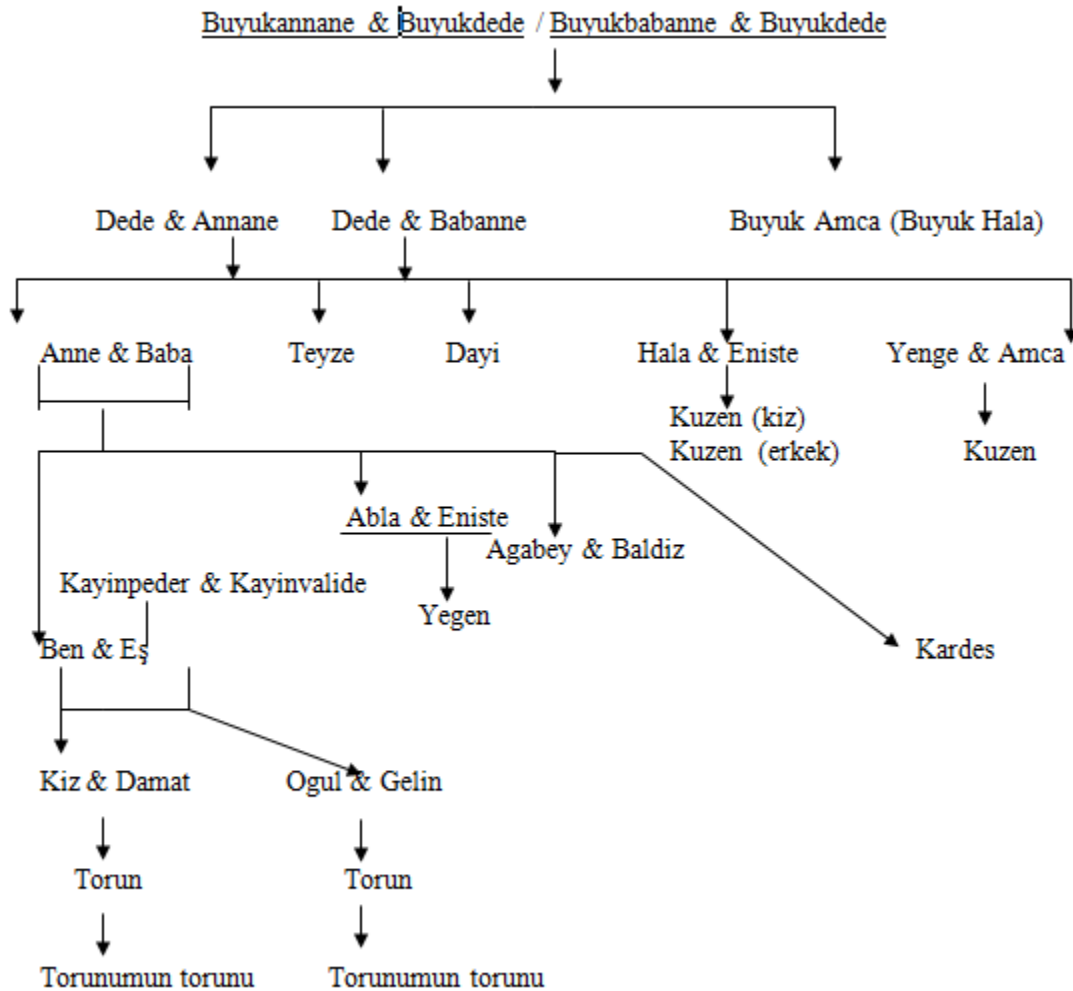 Buyukannane & Buyukdede / Buyukbabanne & Buyukdede
Dede & Annane Dede & Babanne Buyuk Amca (Buyuk Hala)
Anne & Baba Teyze Dayi Hala & Eniste Yenge & Amca
Kuzen (kiz)
Kuzen (erkek) Kuzen
Abla & Eniste
Agabey & Baldiz
Kayinpeder & Kayinvalide
Yegen
Ben & Eş Kardes
Kiz & Damat Ogul & Gelin
Torun Torun
Torunumun torunu Torunumun torunu